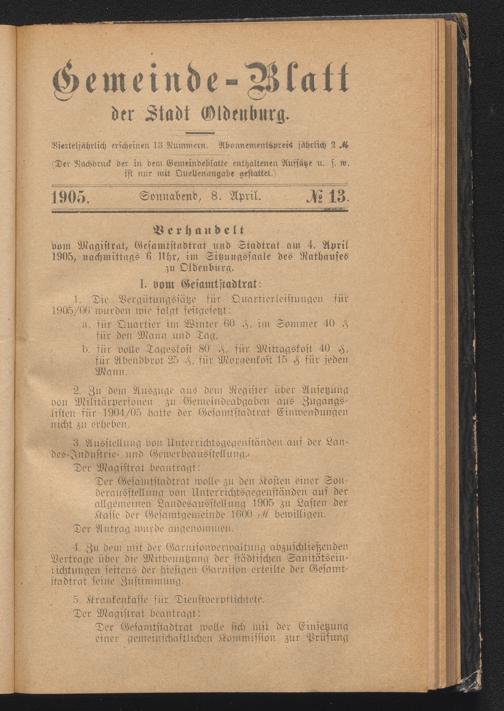 Gemeinde-Blatt
der Stadt Oldenburg.
Vierteljährlich erscheinen 13 Nummern. Abonnementspreis jährlich 2 ℳ
(Der Nachdruck der in dem Gemeindeblatte enthaltenen Aufsätze u. s. w.
ist nur mit Quellenangabe gestattet.)
1905. Sonnabend, 8. April. № 13.
Verhandelt
vom Magistrat, Gesamtstadtrat und Stadtrat am 4. April
1905, nachmittags 6 Uhr, im Sitzungssaale des Rathauses
zu Oldenburg.
I. vom Gesamtstadtrat:
1. Die Vergütungssätze für Quartierleistungen für
1905/06 wurden wie folgt festgesetzt:
a. für Quartier im Winter 60 ₰, im Sommer 40 ₰
für den Mann und Tag,
b. für volle Tageskost 80 ₰, für Mittagskost 40 ₰,
für Abendbrot 25 ₰, für Morgenkost 15 ₰ für jeden
Mann.
2. Zu dem Auszuge aus dem Register über Ansetzung
von Militärpersonen zu Gemeindeabgaben aus Zugangs-
listen für 1904/05 hatte der Gesamtstadtrat Einwendungen
nicht zu erheben.
3. Ausstellung von Unterrichtsgegenständen auf der Lan-
des-Industrie- und Gewerbeausstellung.
Der Magistrat beantragt:
Der Gesamtstadtrat wolle zu den Kosten einer Son-
derausstellung von Unterrichtsgegenständen auf der
allgemeinen Landesausstellung 1905 zu Lasten der
Kasse der Gesamtgemeinde 1600 ℳ bewilligen.
Der Antrag wurde angenommen.
4. Zu dem mit der Garnisonverwaltung abzuschließenden
Vertrage über die Mitbenutzung der städtischen Sanitätsein-
richtungen seitens der hiesigen Garnison erteilte der Gesamt-
stadtrat seine Zustimmung.
5. Krankenkasse für Dienstverpflichtete.
Der Magistrat beantragt:
Der Gesamtstadtrat wolle sich mit der Einsetzung
einer gemeinschaftlichen Kommission zur Prüfung